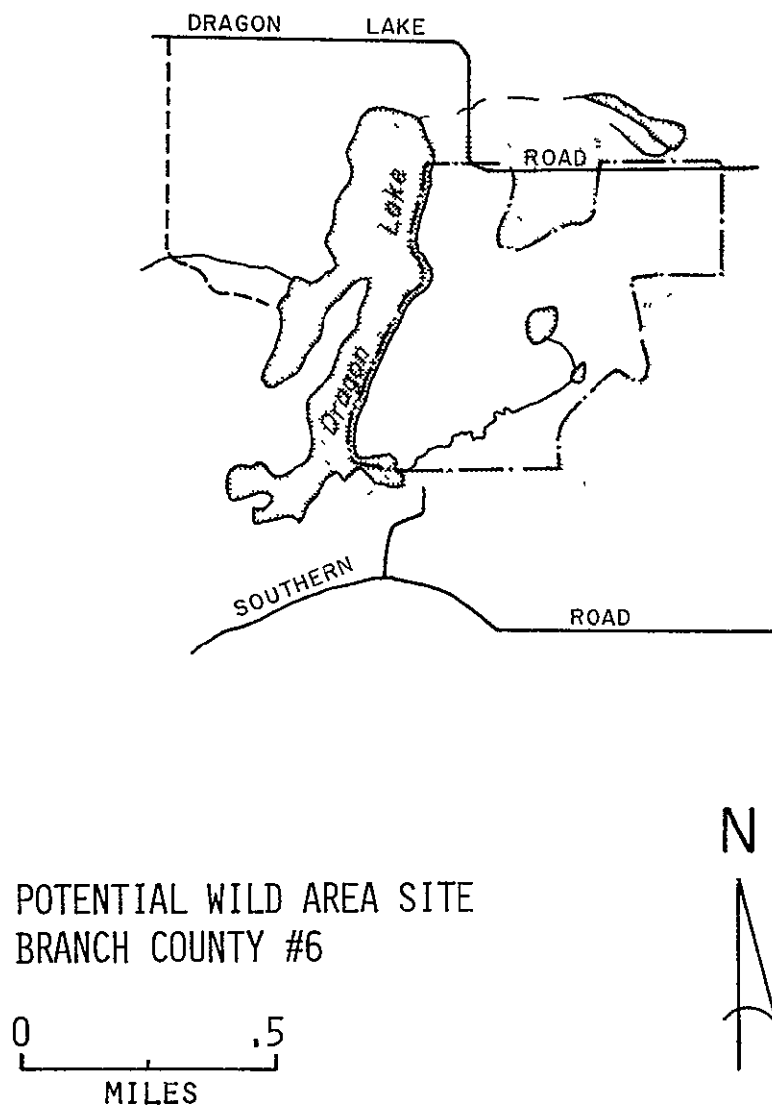 DRAGON LAKE
ROAD
Dragon Lake
SOUTHERN ROAD
N
POTENTIAL WILD AREA SITE
BRANCH COUNTY #6
0 .5
MILES